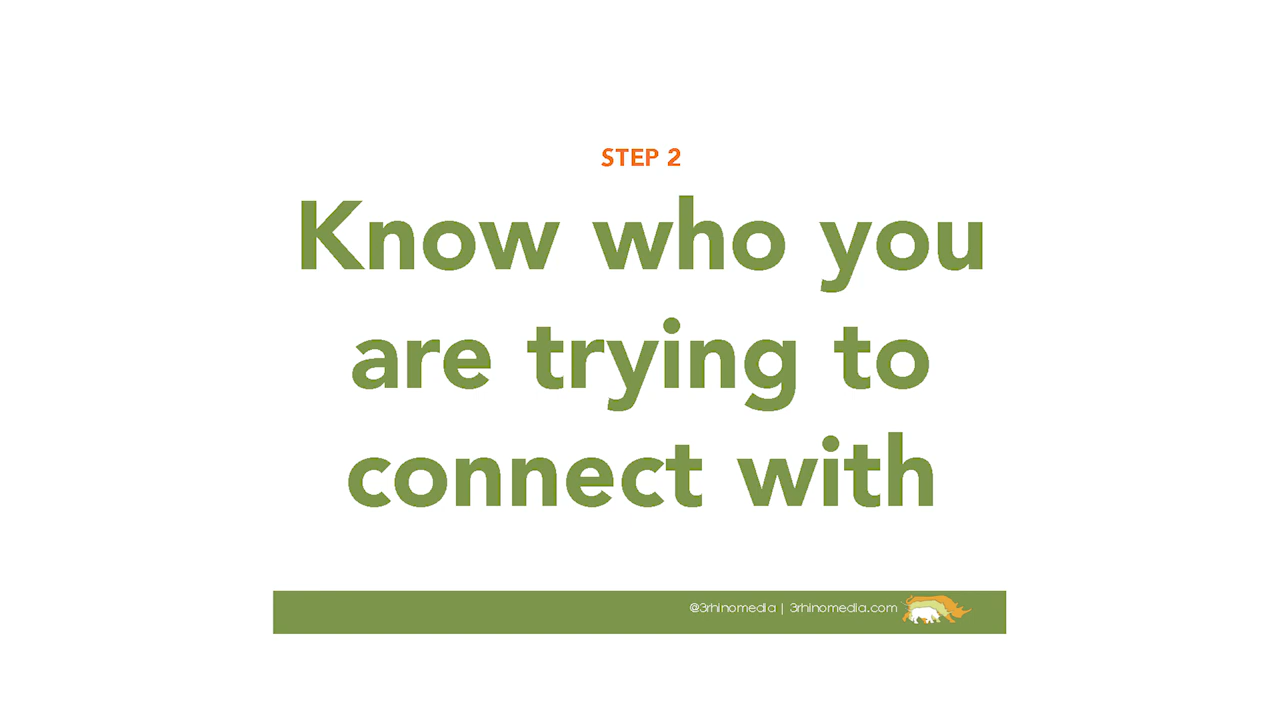 STEP 2
Know who you
are trying to
connect with
@3rhinomedia | 3rhinomedia.com